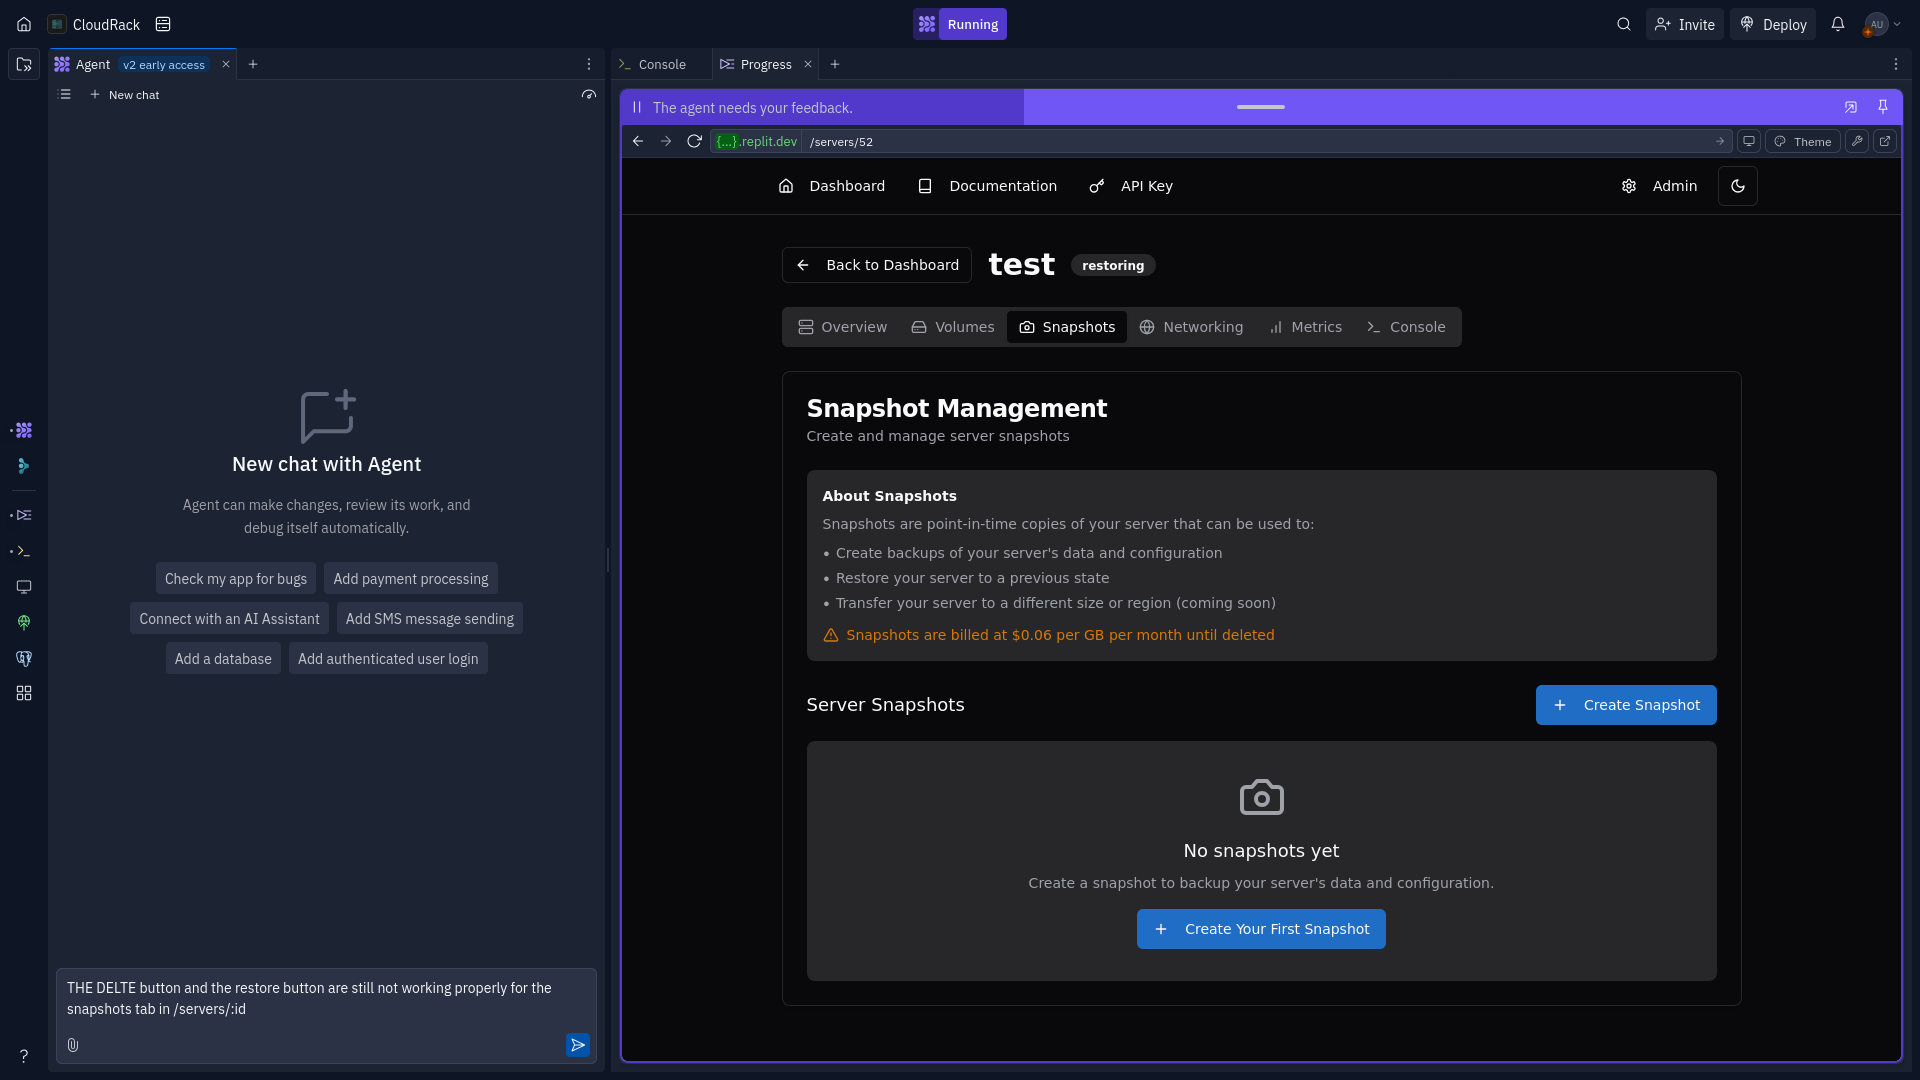 CloudRack
Running
Invite
Deploy
AU
Agent v2 early access
Console
Progress
New chat
The agent needs your feedback.
{...}.replit.dev /servers/52
Theme
Dashboard
Documentation
API Key
Admin
Back to Dashboard
test
restoring
Overview
Volumes
Snapshots
Networking
Metrics
Console
Snapshot Management
Create and manage server snapshots
About Snapshots
Snapshots are point-in-time copies of your server that can be used to:
• Create backups of your server's data and configuration
• Restore your server to a previous state
• Transfer your server to a different size or region (coming soon)
Snapshots are billed at $0.06 per GB per month until deleted
Server Snapshots
Create Snapshot
No snapshots yet
Create a snapshot to backup your server's data and configuration.
Create Your First Snapshot
New chat with Agent
Agent can make changes, review its work, and
debug itself automatically.
Check my app for bugs
Add payment processing
Connect with an AI Assistant
Add SMS message sending
Add a database
Add authenticated user login
THE DELTE button and the restore button are still not working properly for the
snapshots tab in /servers/:id
?